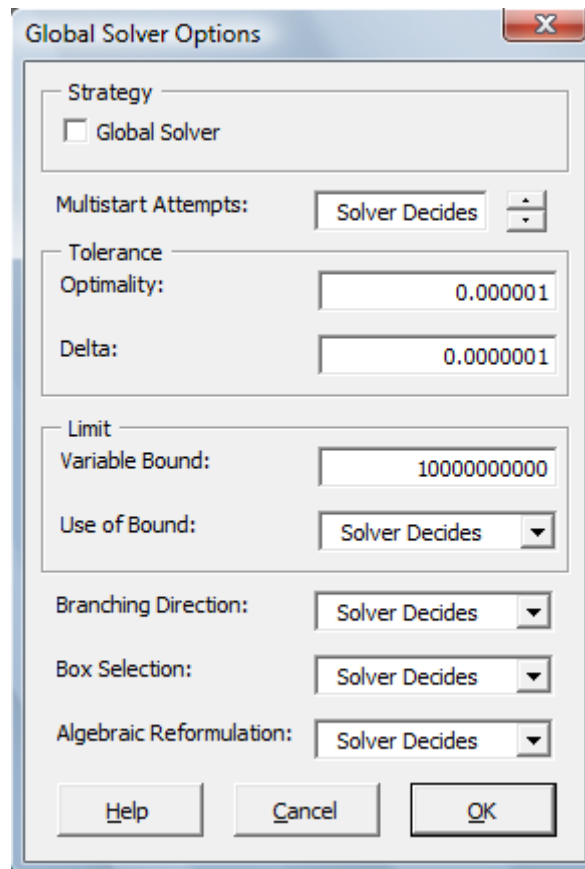 Global Solver Options
Strategy
Global Solver
Multistart Attempts: Solver Decides
Tolerance
Optimality: 0.000001
Delta: 0.0000001
Limit
Variable Bound: 10000000000
Use of Bound: Solver Decides
Branching Direction: Solver Decides
Box Selection: Solver Decides
Algebraic Reformulation: Solver Decides
Help Cancel OK